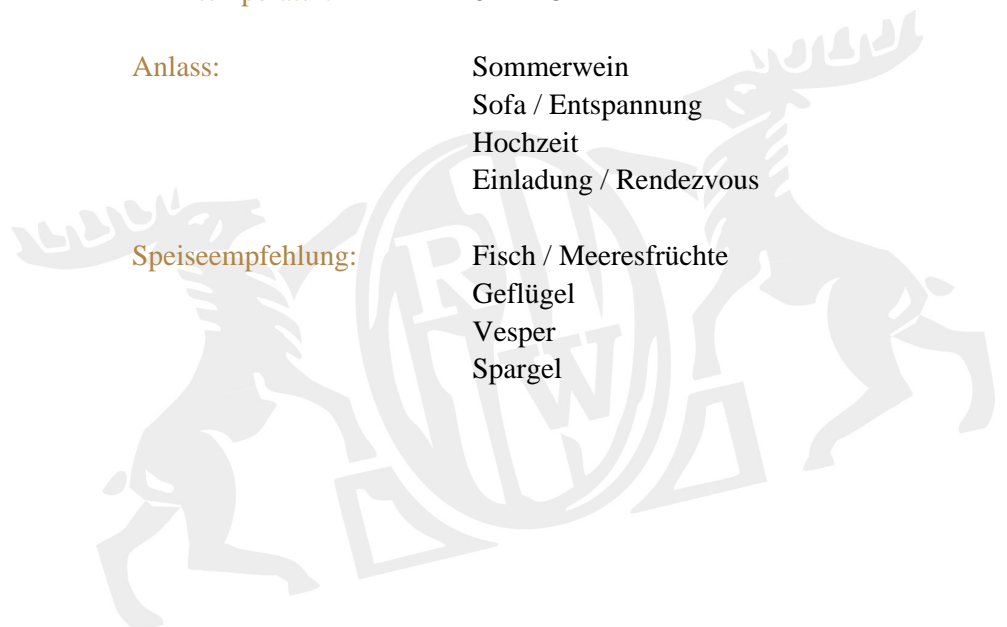 Anlass: Sommerwein
Sofa / Entspannung
Hochzeit
Einladung / Rendezvous
Speiseempfehlung: Fisch / Meeresfrüchte
Geflügel
Vesper
Spargel
R
W